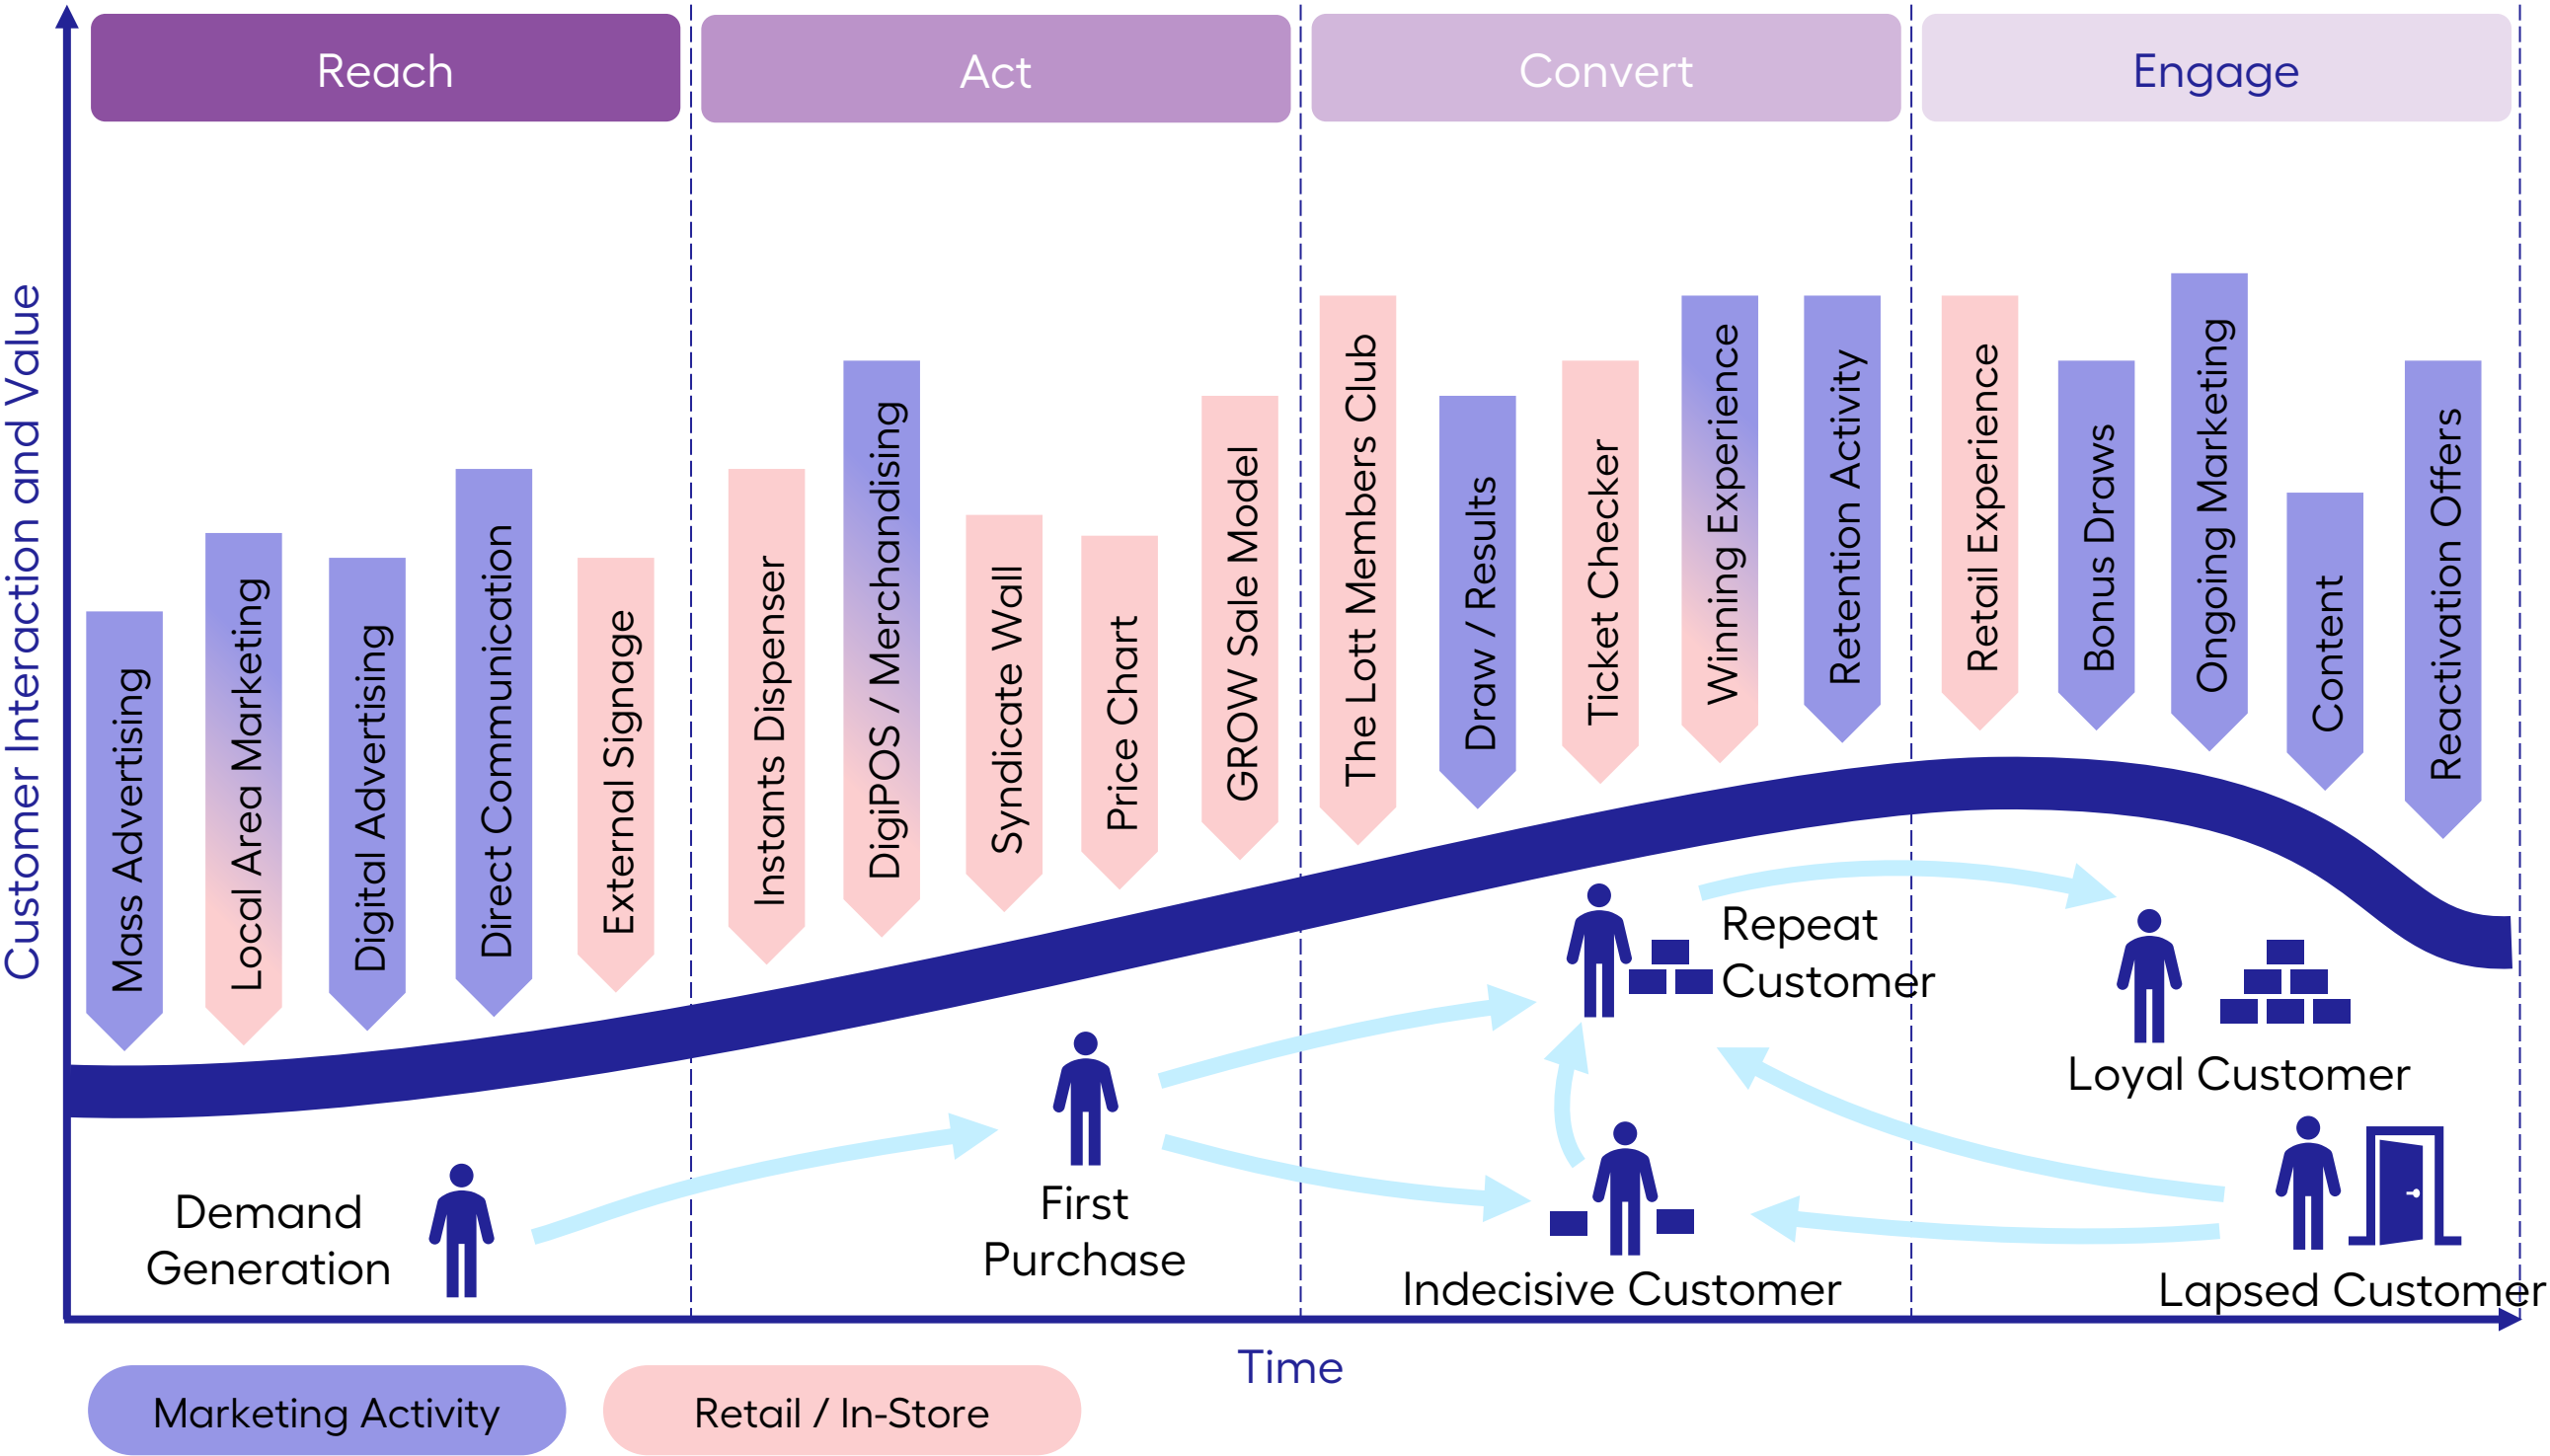 Reach
Act
Convert
Engage
Customer Interaction and Value
Mass Advertising
Local Area Marketing
Digital Advertising
Direct Communication
External Signage
Instants Dispenser
DigiPOS / Merchandising
Syndicate Wall
Price Chart
GROW Sale Model
The Lott Members Club
Draw / Results
Ticket Checker
Winning Experience
Retention Activity
Retail Experience
Bonus Draws
Ongoing Marketing
Content
Reactivation Offers
Demand
Generation
First
Purchase
Repeat
Customer
Indecisive Customer
Loyal Customer
Lapsed Customer
Time
Marketing Activity
Retail / In-Store